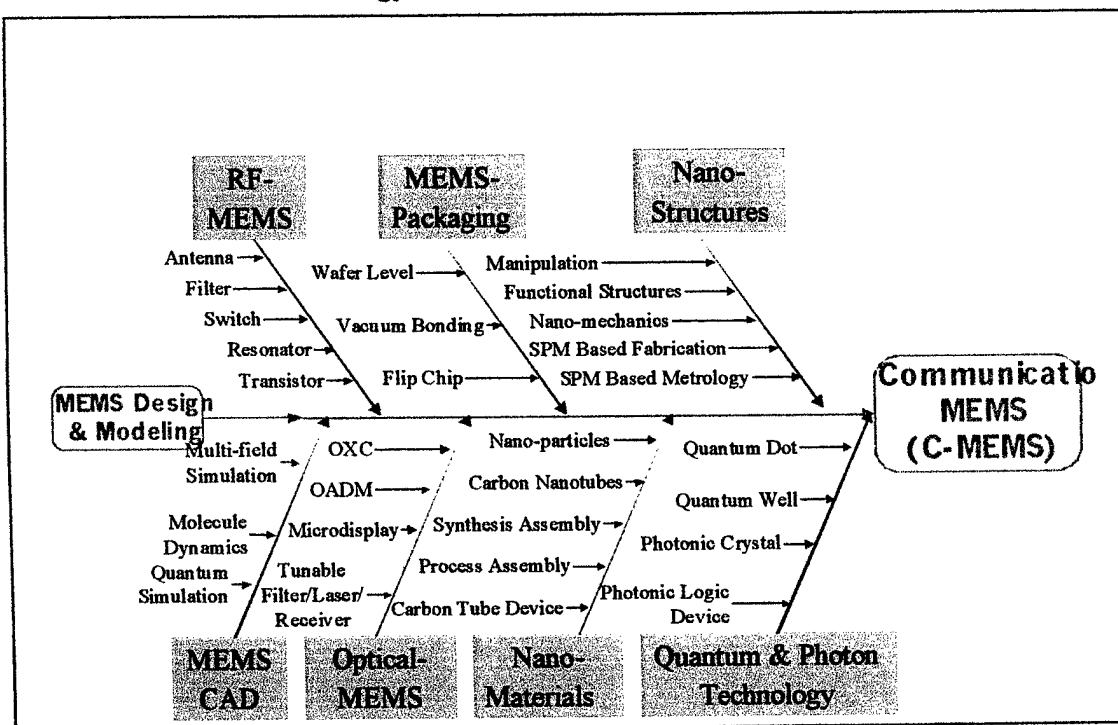 RF-
MEMS
MEMS-
Packaging
Nano-
Structures
Antenna
Filter
Switch
Resonator
Transistor
Wafer Level
Vacuum Bonding
Flip Chip
Manipulation
Functional Structures
Nano-mechanics
SPM Based Fabrication
SPM Based Metrology
MEMS Design
& Modeling
Communicatio
MEMS
(C-MEMS)
Multi-field
Simulation
Molecule
Dynamics
Quantum
Simulation
OXC
OADM
Microdisplay
Tunable
Filter/Laser/
Receiver
Nano-particles
Carbon Nanotubes
Synthesis Assembly
Process Assembly
Carbon Tube Device
Quantum Dot
Quantum Well
Photonic Crystal
Photonic Logic
Device
MEMS
CAD
Optical-
MEMS
Nano-
Materials
Quantum & Photon
Technology